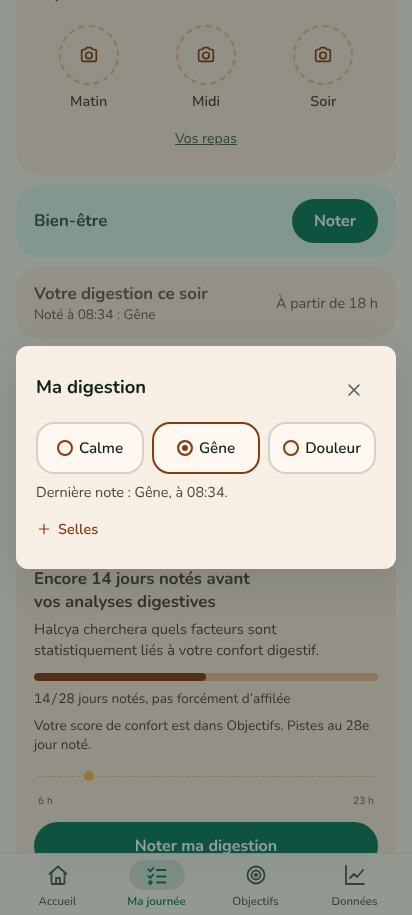 Matin
Midi
Soir
Vos repas
Bien-être
Noter
Votre digestion ce soir
Noté à 08:34 : Gêne
À partir de 18 h
Ma digestion
Calme
Gêne
Douleur
Dernière note : Gêne, à 08:34.
Selles
Encore 14 jours notés avant
vos analyses digestives
Halcya cherchera quels facteurs sont
statistiquement liés à votre confort digestif.
14/28 jours notés, pas forcément d’affilée
Votre score de confort est dans Objectifs. Pistes au 28e
jour noté.
6 h
23 h
Noter ma digestion
Accueil
Ma journée
Objectifs
Données